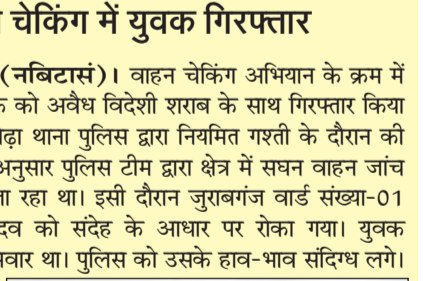 चेकिंग में युवक गिरफ्तार
(नबिटासं)। वाहन चेकिंग अभियान के क्रम में
को अवैध विदेशी शराब के साथ गिरफ्तार किया
थाना पुलिस द्वारा नियमित गश्ती के दौरान की
अनुसार पुलिस टीम द्वारा क्षेत्र में सघन वाहन जांच
रहा था। इसी दौरान जुराबगंज वार्ड संख्या-01
को संदेह के आधार पर रोका गया। युवक
था। पुलिस को उसके हाव-भाव संदिग्ध लगे।